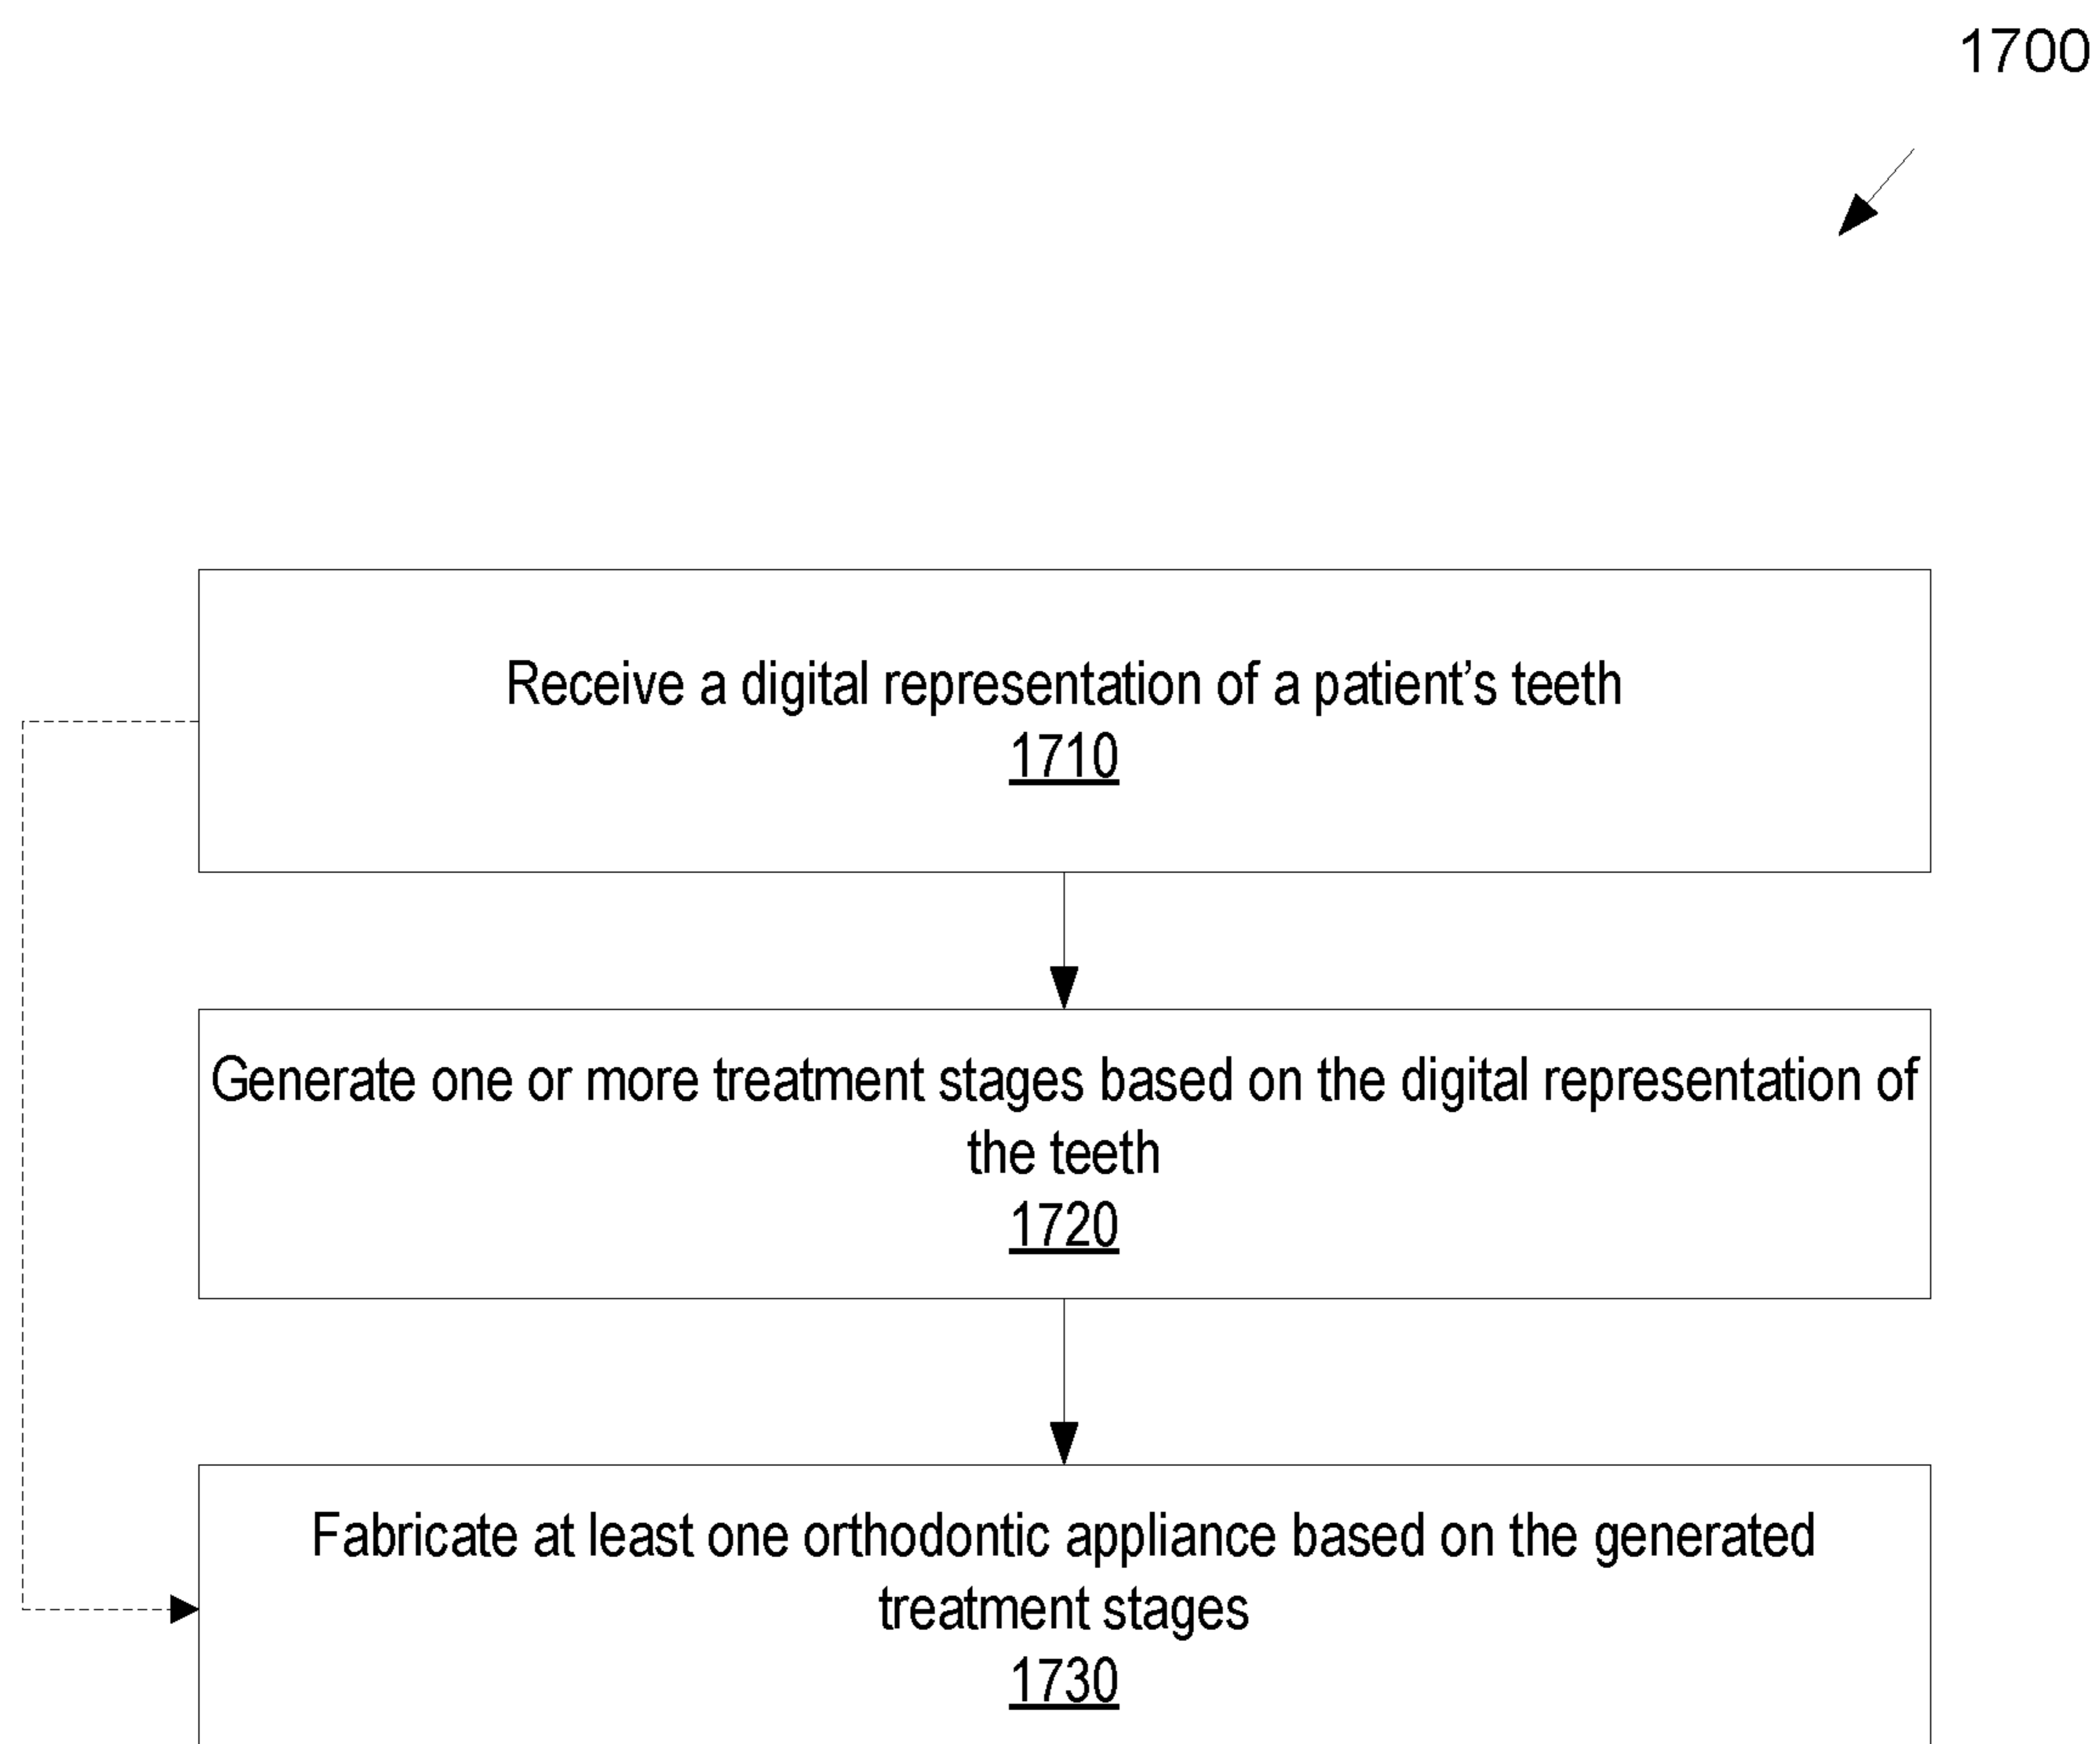 1700
Receive a digital representation of a patient’s teeth
1710
Generate one or more treatment stages based on the digital representation of
the teeth
1720
Fabricate at least one orthodontic appliance based on the generated
treatment stages
1730